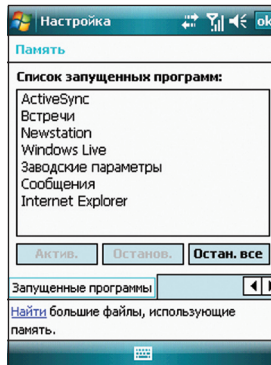 Настройка ok
Память
Список запущенных программ:
ActiveSync
Встречи
Newstation
Windows Live
Заводские параметры
Сообщения
Internet Explorer
Актив. Останов. Остан. все
Запущенные программы
Найти большие файлы, использующие
память.